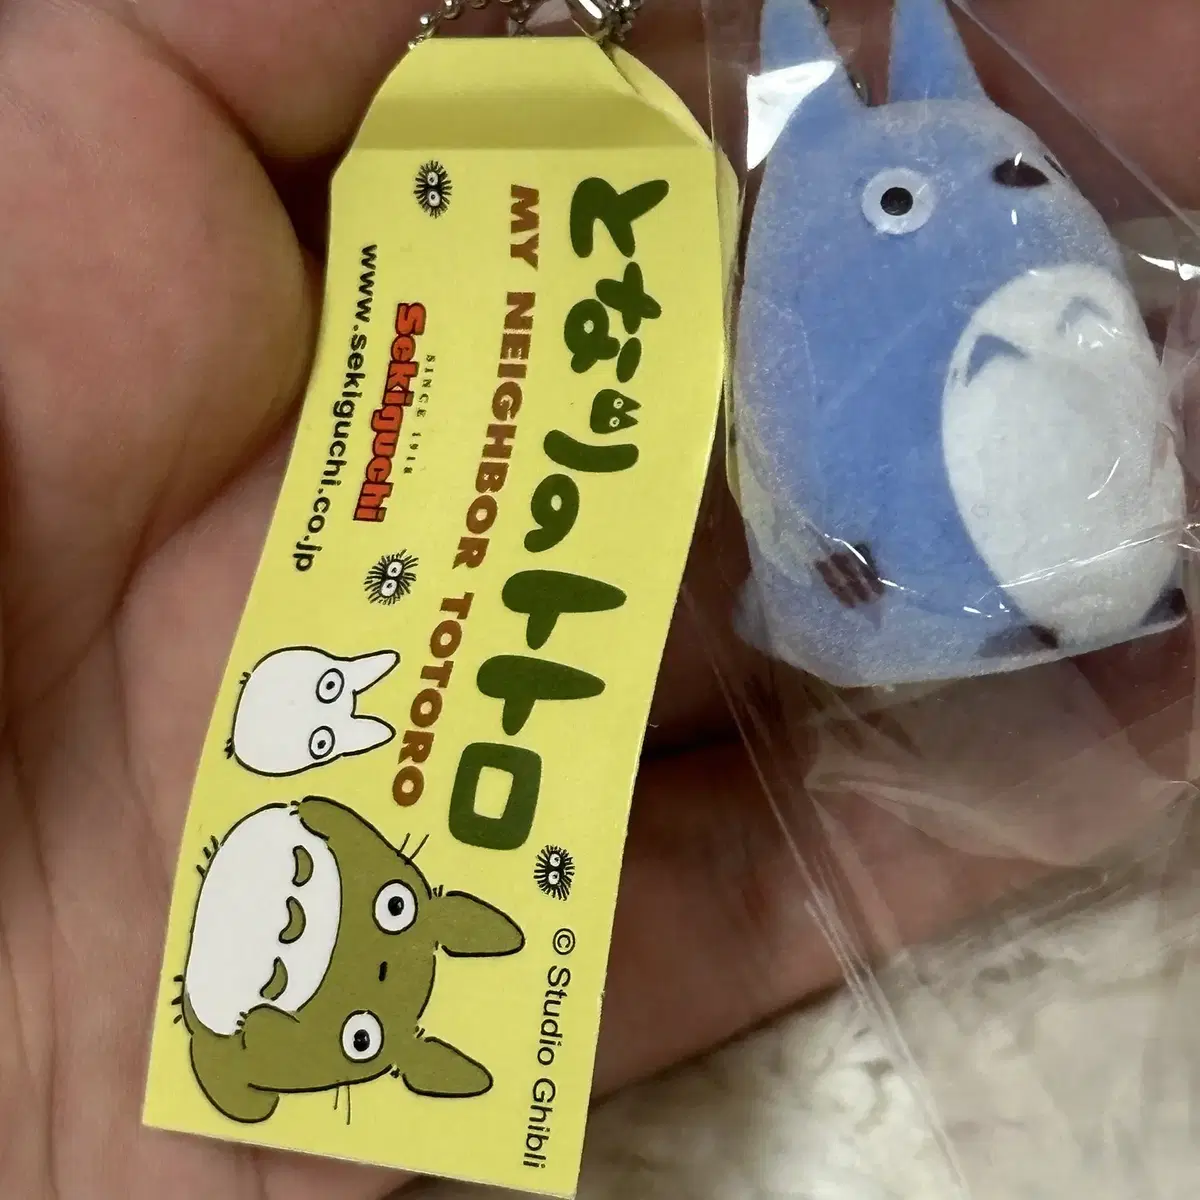 となりのトトロ
MY NEIGHBOR TOTORO
SINCE 1918
Sekiguchi
www.sekiguchi.co.jp
© Studio Ghibli